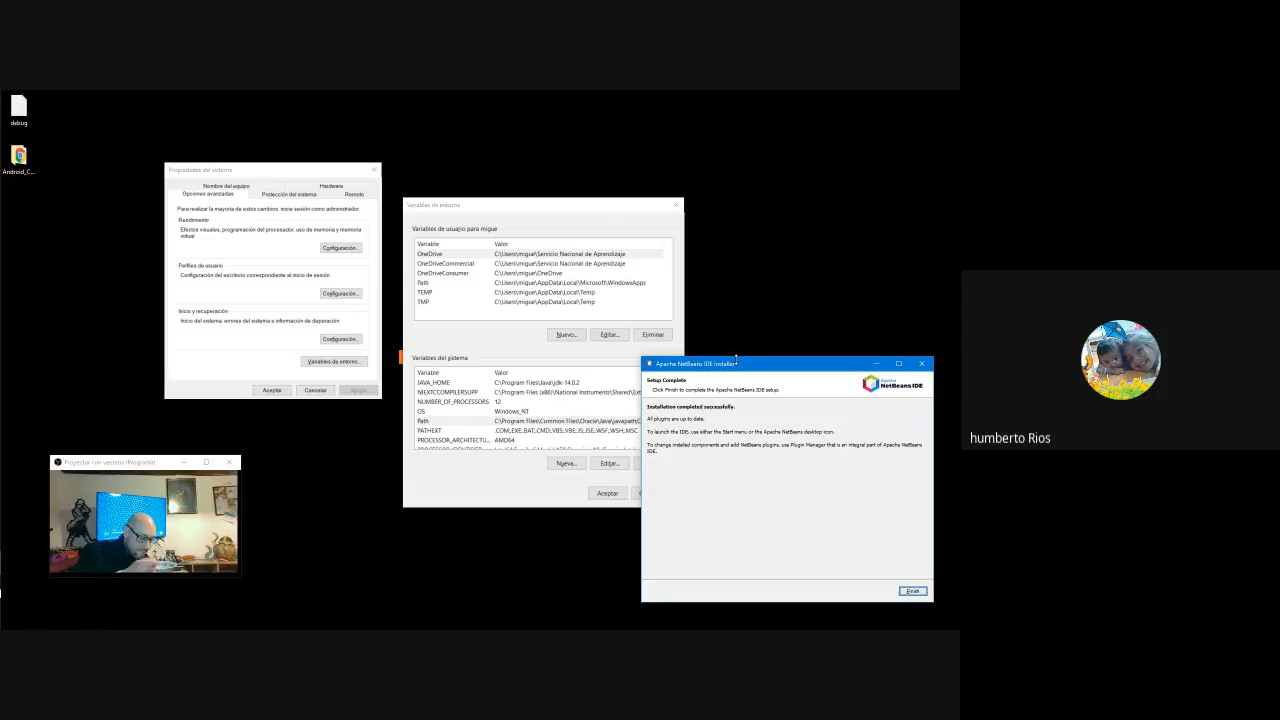 debug
Android_C...
Propiedades del sistema
Nombre del equipo
Hardware
Opciones avanzadas
Protección del sistema
Remoto
Para realizar la mayoría de estos cambios, inicie sesión como administrador.
Rendimiento
Efectos visuales, programación del procesador, uso de memoria y memoria
virtual
Configuración...
Perfiles de usuario
Configuración del escritorio correspondiente al inicio de sesión
Configuración...
Inicio y recuperación
Inicio del sistema, errores del sistema e información de depuración
Configuración...
Variables de entorno...
Aceptar
Cancelar
Aplicar
Variables de entorno
Variables de usuario para migue
Variable Valor
OneDrive C:\Users\migue\Servicio Nacional de Aprendizaje
OneDriveCommercial C:\Users\migue\Servicio Nacional de Aprendizaje
OneDriveConsumer C:\Users\migue\OneDrive
Path C:\Users\migue\AppData\Local\Microsoft\WindowsApps
TEMP C:\Users\migue\AppData\Local\Temp
TMP C:\Users\migue\AppData\Local\Temp
Nuevo...
Editar...
Eliminar
Variables del sistema
Variable Valor
JAVA_HOME C:\Program Files\Java\jdk-14.0.2
NIEXTCOMPILERSUPP C:\Program Files (x86)\National Instruments\Shared\Ext
NUMBER_OF_PROCESSORS 12
OS Windows_NT
Path C:\Program Files\Common Files\Oracle\Java\javapath;C
PATHEXT .COM;.EXE;.BAT;.CMD;.VBS;.VBE;.JS;.JSE;.WSF;.WSH;.MSC
PROCESSOR_ARCHITECTU... AMD64
Nueva...
Editar...
Aceptar
Apache NetBeans IDE Installer
Setup Complete
Click Finish to complete the Apache NetBeans IDE setup.
Apache
NetBeans IDE
Installation completed successfully.
All plugins are up to date.
To launch the IDE, use either the Start menu or the Apache NetBeans desktop icon.
To change installed components and add NetBeans plugins, use Plugin Manager that is an integral part of Apache NetBeans
IDE.
Finish
Proyector con ventana (Programa)
humberto Rios